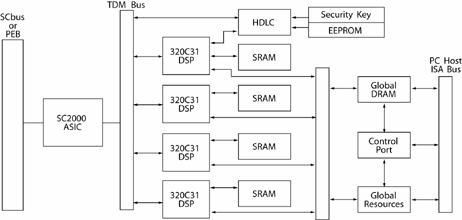 SCbus
or
PEB
TDM Bus
HDLC
Security Key
EEPROM
320C31
DSP
SRAM
PC Host
ISA Bus
320C31
DSP
SRAM
Global
DRAM
SC2000
ASIC
320C31
DSP
SRAM
Control
Port
320C31
DSP
SRAM
Global
Resources